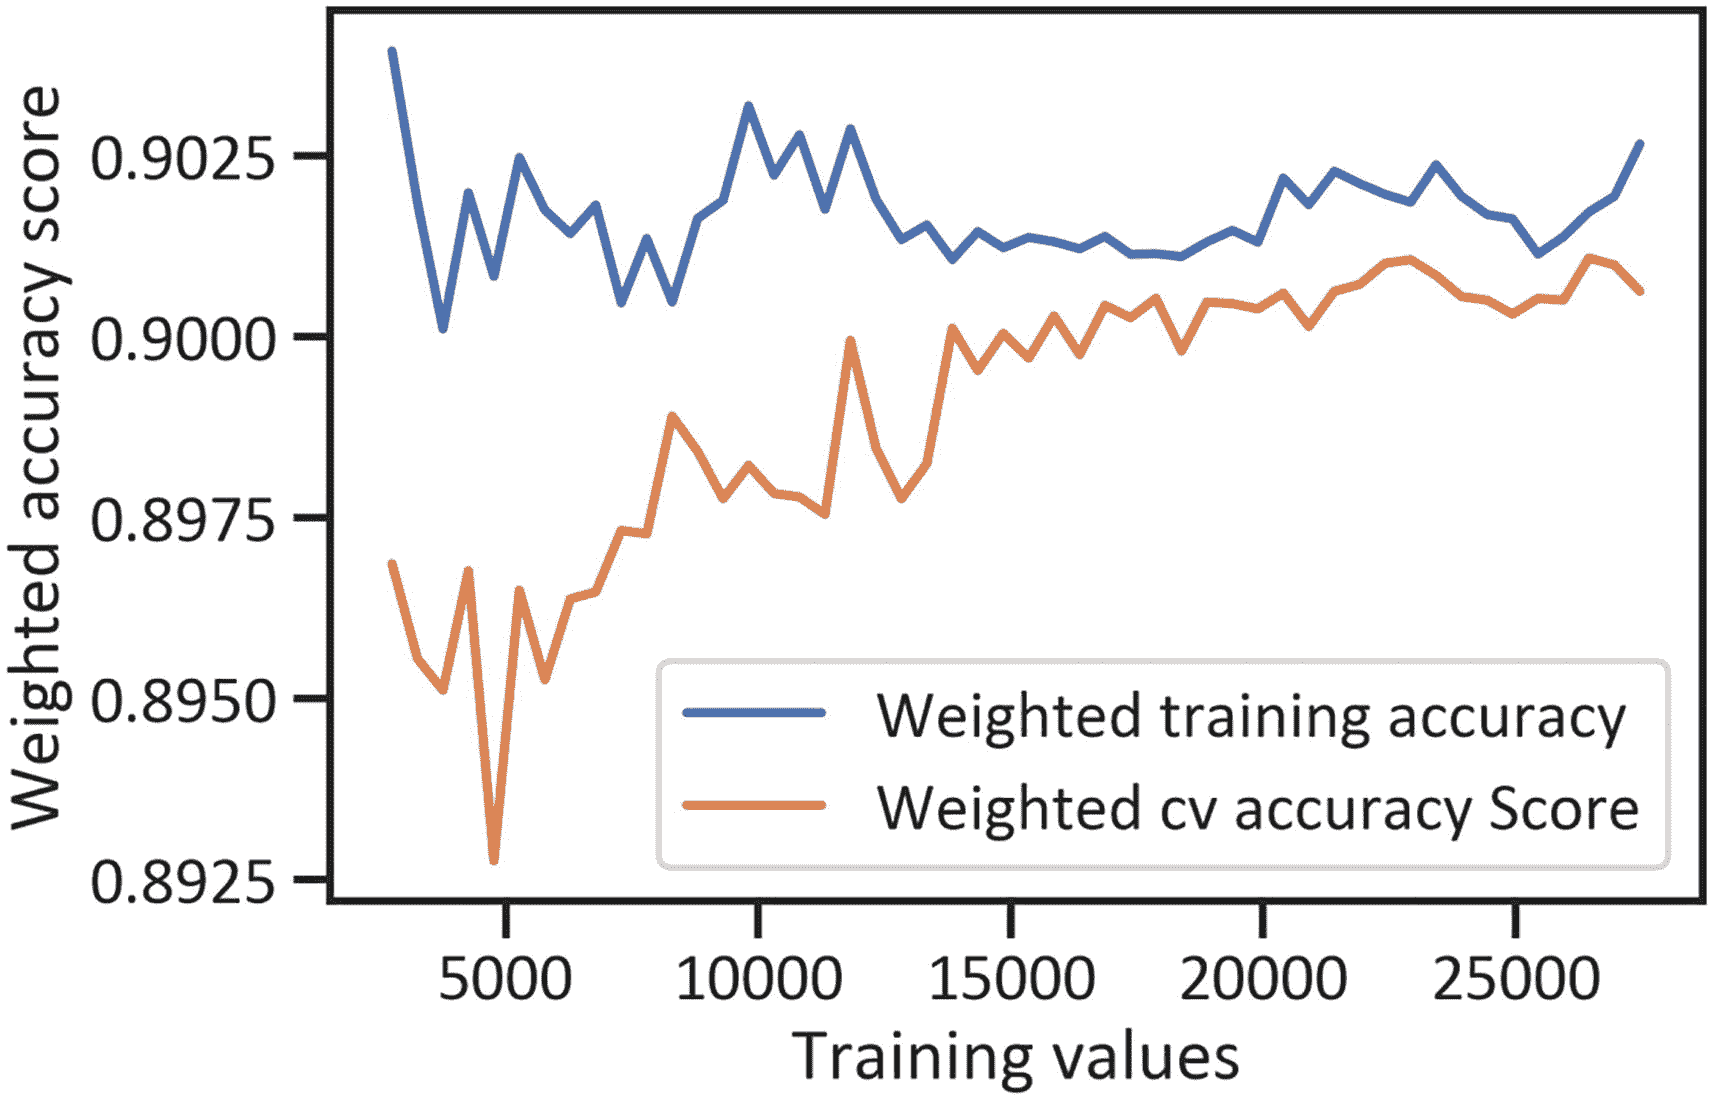 Weighted accuracy score
0.9025
0.9000
0.8975
0.8950
0.8925
Weighted training accuracy
Weighted cv accuracy Score
5000 10000 15000 20000 25000
Training values